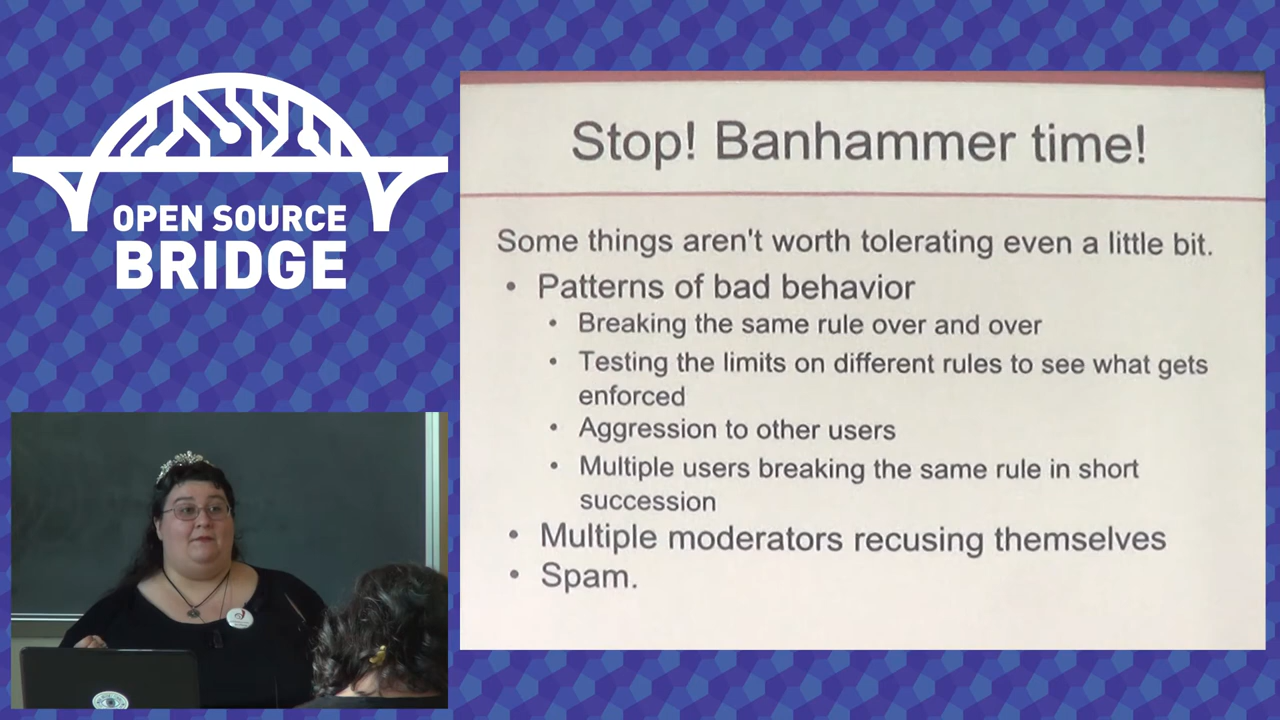 OPEN SOURCE
BRIDGE
Stop! Banhammer time!
Some things aren't worth tolerating even a little bit.
• Patterns of bad behavior
• Breaking the same rule over and over
• Testing the limits on different rules to see what gets
enforced
• Aggression to other users
• Multiple users breaking the same rule in short
succession
• Multiple moderators recusing themselves
• Spam.